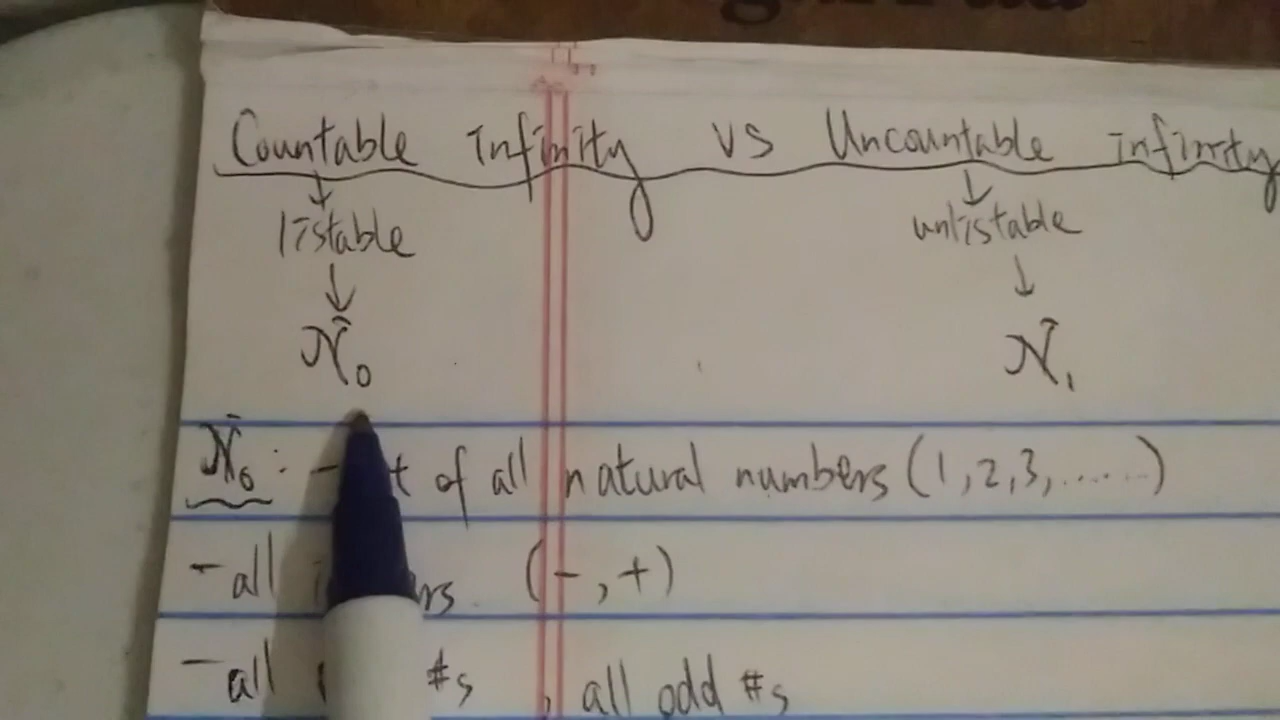 Countable infinity vs Uncountable infinity
listable unlistable
ℵ₀ ℵ₁
ℵ₀: - of all natural numbers (1,2,3,......)
-all (-,+)
-all #s, all odd #s